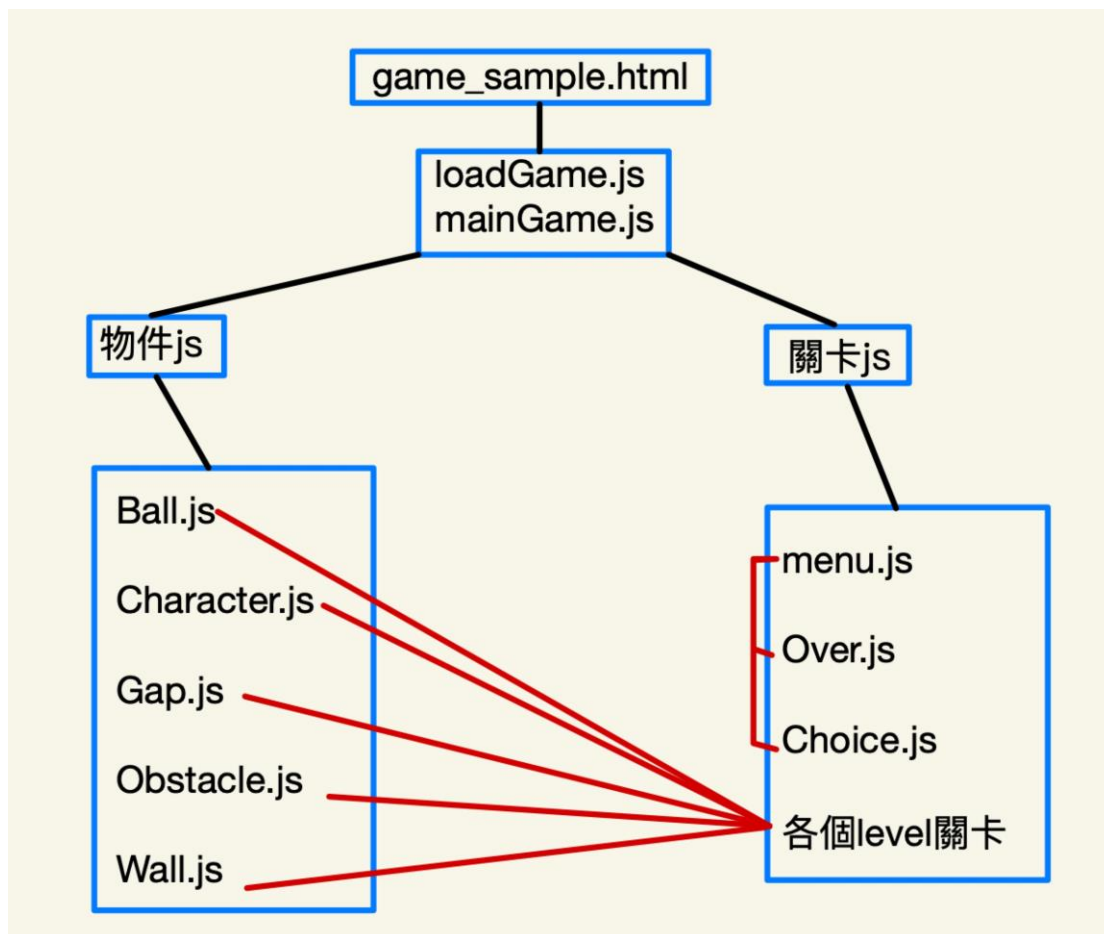 game_sample.html
loadGame.js
mainGame.js
物件js
關卡js
Ball.js
Character.js
Gap.js
Obstacle.js
Wall.js
menu.js
Over.js
Choice.js
各個level關卡